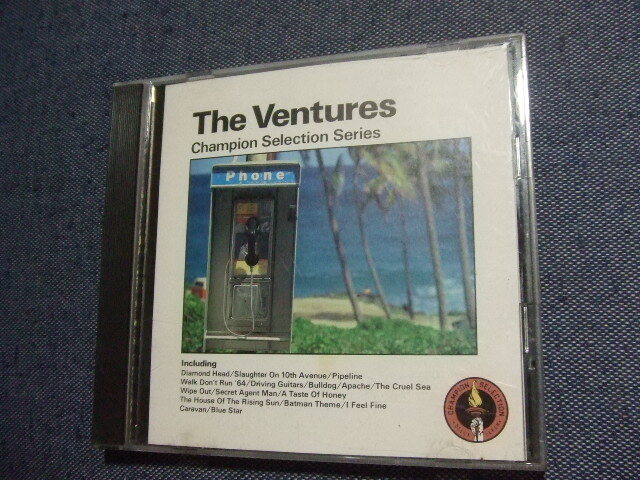 The Ventures
Champion Selection Series
Phone
Including
Diamond Head/Slaughter On 10th Avenue/Pipeline
Walk Don't Run '64/Driving Guitars/Bulldog/Apache/The Cruel Sea
Wipe Out/Secret Agent Man/A Taste Of Honey
The House Of The Rising Sun/Batman Theme/I Feel Fine
Caravan/Blue Star
CHAMPION SELECTION